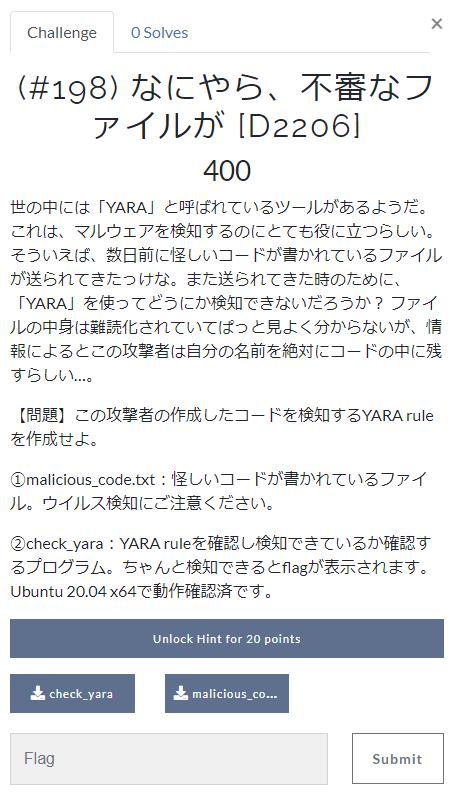 Challenge
0 Solves
×
(#198) なにやら、不審なフ
ァイルが [D2206]
400
世の中には「YARA」と呼ばれているツールがあるようだ。
これは、マルウェアを検知するのにとても役に立つらしい。
そういえば、数日前に怪しいコードが書かれているファイル
が送られてきたっけな。また送られてきた時のために、
「YARA」を使ってどうにか検知できないだろうか？ ファイ
ルの中身は難読化されていてぱっと見よく分からないが、情
報によるとこの攻撃者は自分の名前を絶対にコードの中に残
すらしい...。
【問題】この攻撃者の作成したコードを検知するYARA rule
を作成せよ。
①malicious_code.txt：怪しいコードが書かれているファイ
ル。ウイルス検知にご注意ください。
②check_yara：YARA ruleを確認し検知できているか確認す
るプログラム。ちゃんと検知できるとflagが表示されます。
Ubuntu 20.04 x64で動作確認済です。
Unlock Hint for 20 points
check_yara
malicious_co...
Flag
Submit